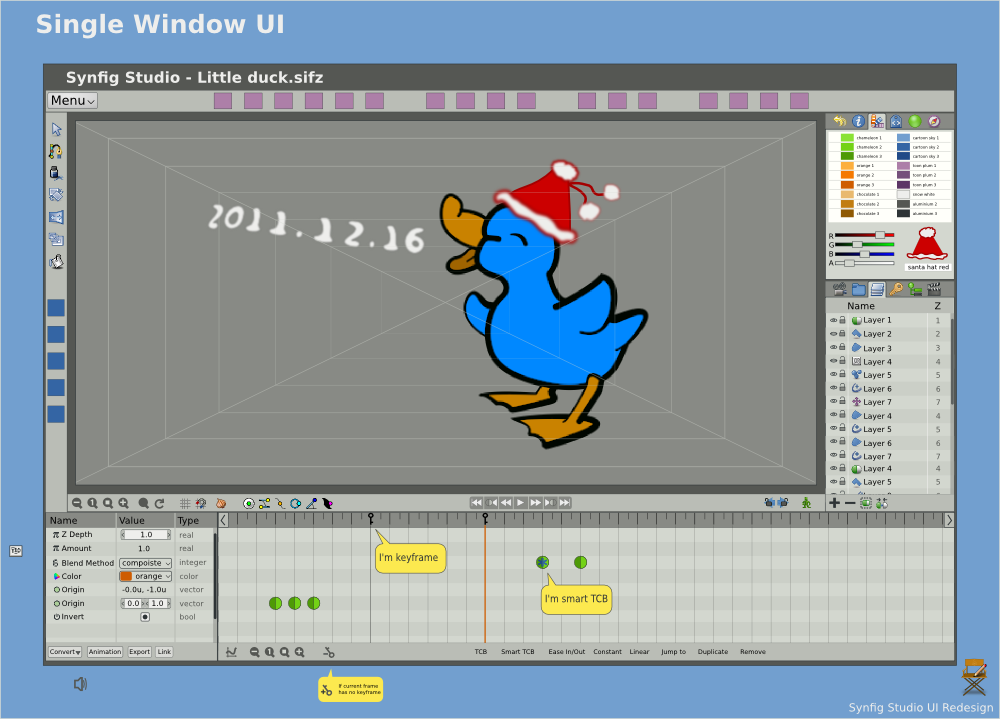 Single Window UI
Synfig Studio - Little duck.sifz
Menu
2011.12.16
chameleon 1 cartoon sky 1
chameleon 2 cartoon sky 2
chameleon 3 cartoon sky 3
orange 1 toon plum 1
orange 2 toon plum 2
orange 3 toon plum 3
chocolate 1 snow white
chocolate 2 aluminium 2
chocolate 3 aluminium 3
R
G
B
A
santa hat red
Name Z
Layer 1 1
Layer 2 2
Layer 3 3
Layer 4 4
Layer 5 5
Layer 6 6
Layer 7 7
Layer 4 4
Layer 5 5
Layer 6 6
Layer 7 7
Layer 4 4
Layer 5 5
Name Value Type
π Z Depth 1.0 real
π Amount 1.0 real
Blend Method compoiste integer
Color orange color
Origin -0.0u, -1.0u vector
Origin 0.0 1.0 vector
Invert bool
I'm keyframe
I'm smart TCB
Convert Animation Export Link
TCB Smart TCB Ease In/Out Constant Linear Jump to Duplicate Remove
If current frame
has no keyframe
Synfig Studio UI Redesign